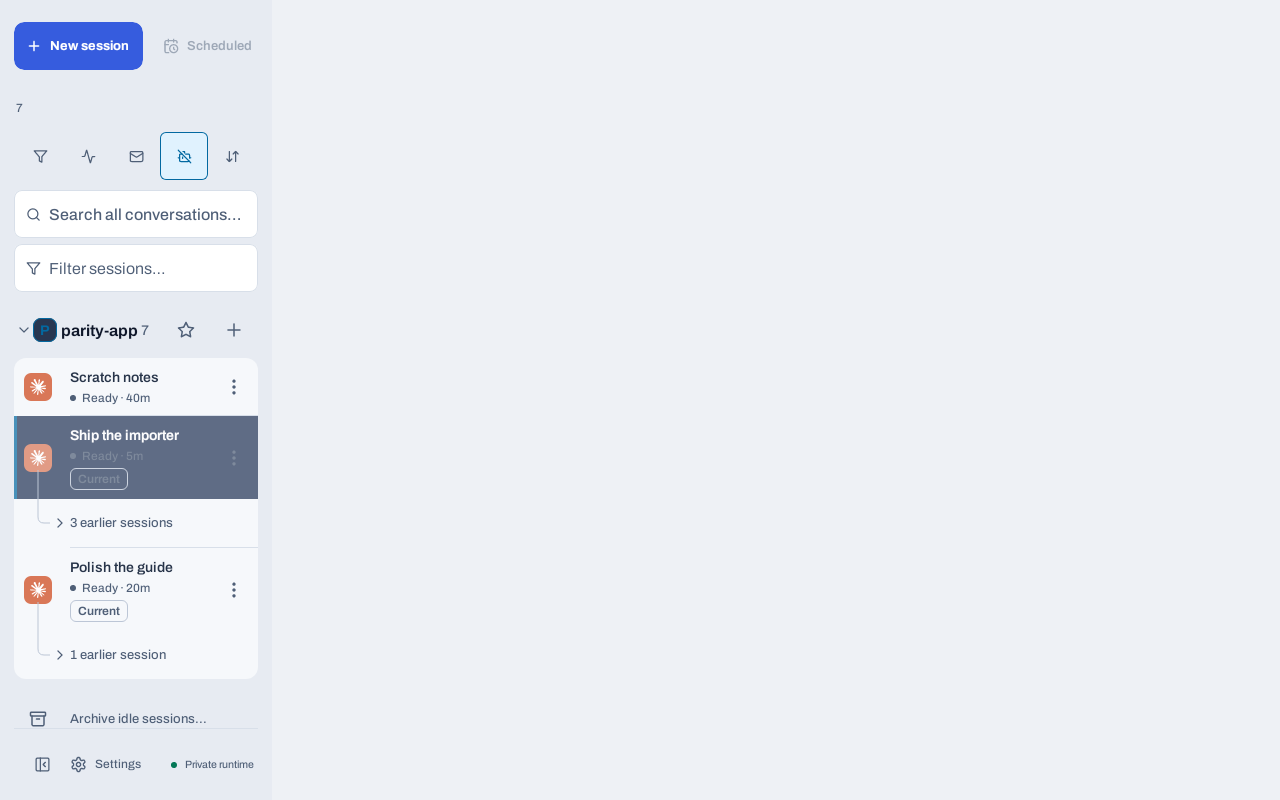 New session
Scheduled
7
Search all conversations...
Filter sessions...
P parity-app 7
Scratch notes
Ready · 40m
Ship the importer
Ready · 5m
Current
3 earlier sessions
Polish the guide
Ready · 20m
Current
1 earlier session
Archive idle sessions...
Settings
Private runtime